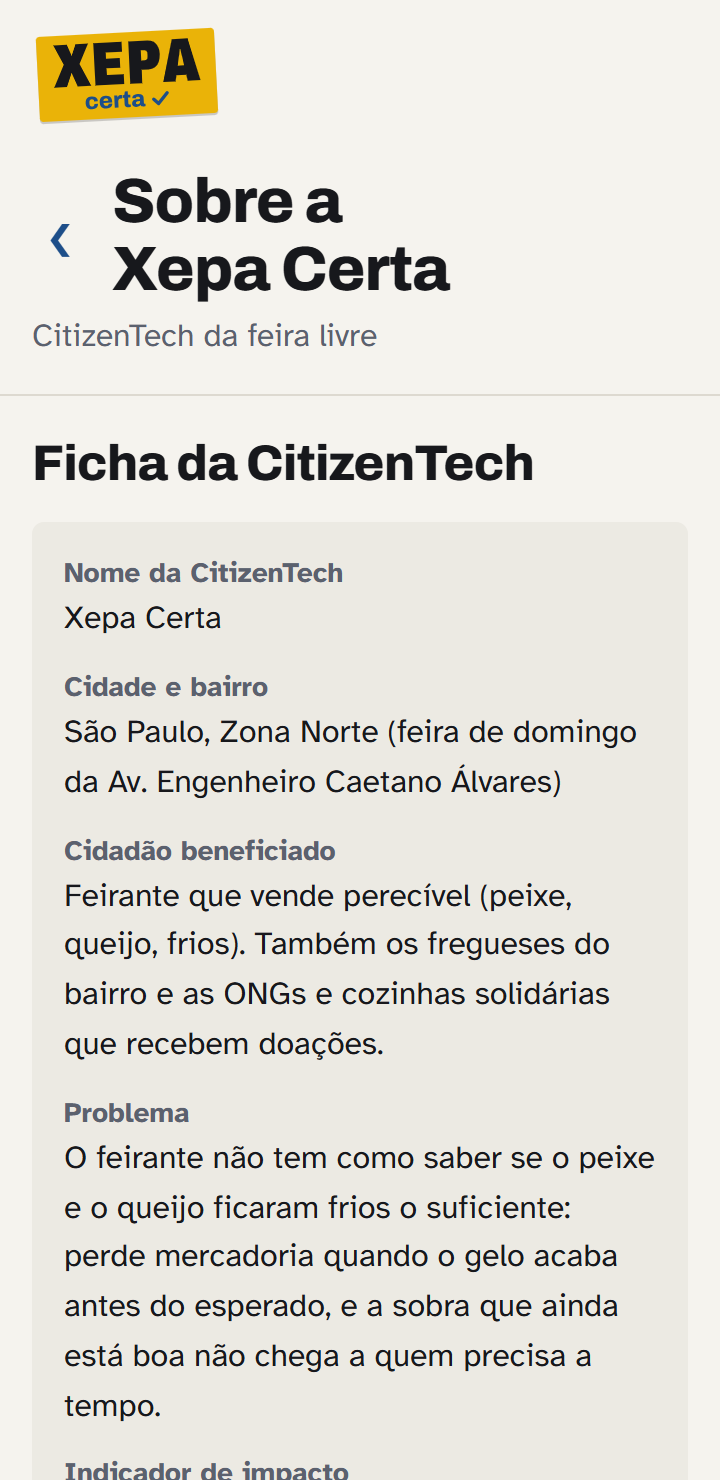 XEPA
certa ✓
Sobre a
Xepa Certa
CitizenTech da feira livre
Ficha da CitizenTech
Nome da CitizenTech
Xepa Certa
Cidade e bairro
São Paulo, Zona Norte (feira de domingo
da Av. Engenheiro Caetano Álvares)
Cidadão beneficiado
Feirante que vende perecível (peixe,
queijo, frios). Também os fregueses do
bairro e as ONGs e cozinhas solidárias
que recebem doações.
Problema
O feirante não tem como saber se o peixe
e o queijo ficaram frios o suficiente:
perde mercadoria quando o gelo acaba
antes do esperado, e a sobra que ainda
está boa não chega a quem precisa a
tempo.
Indicador de impacto